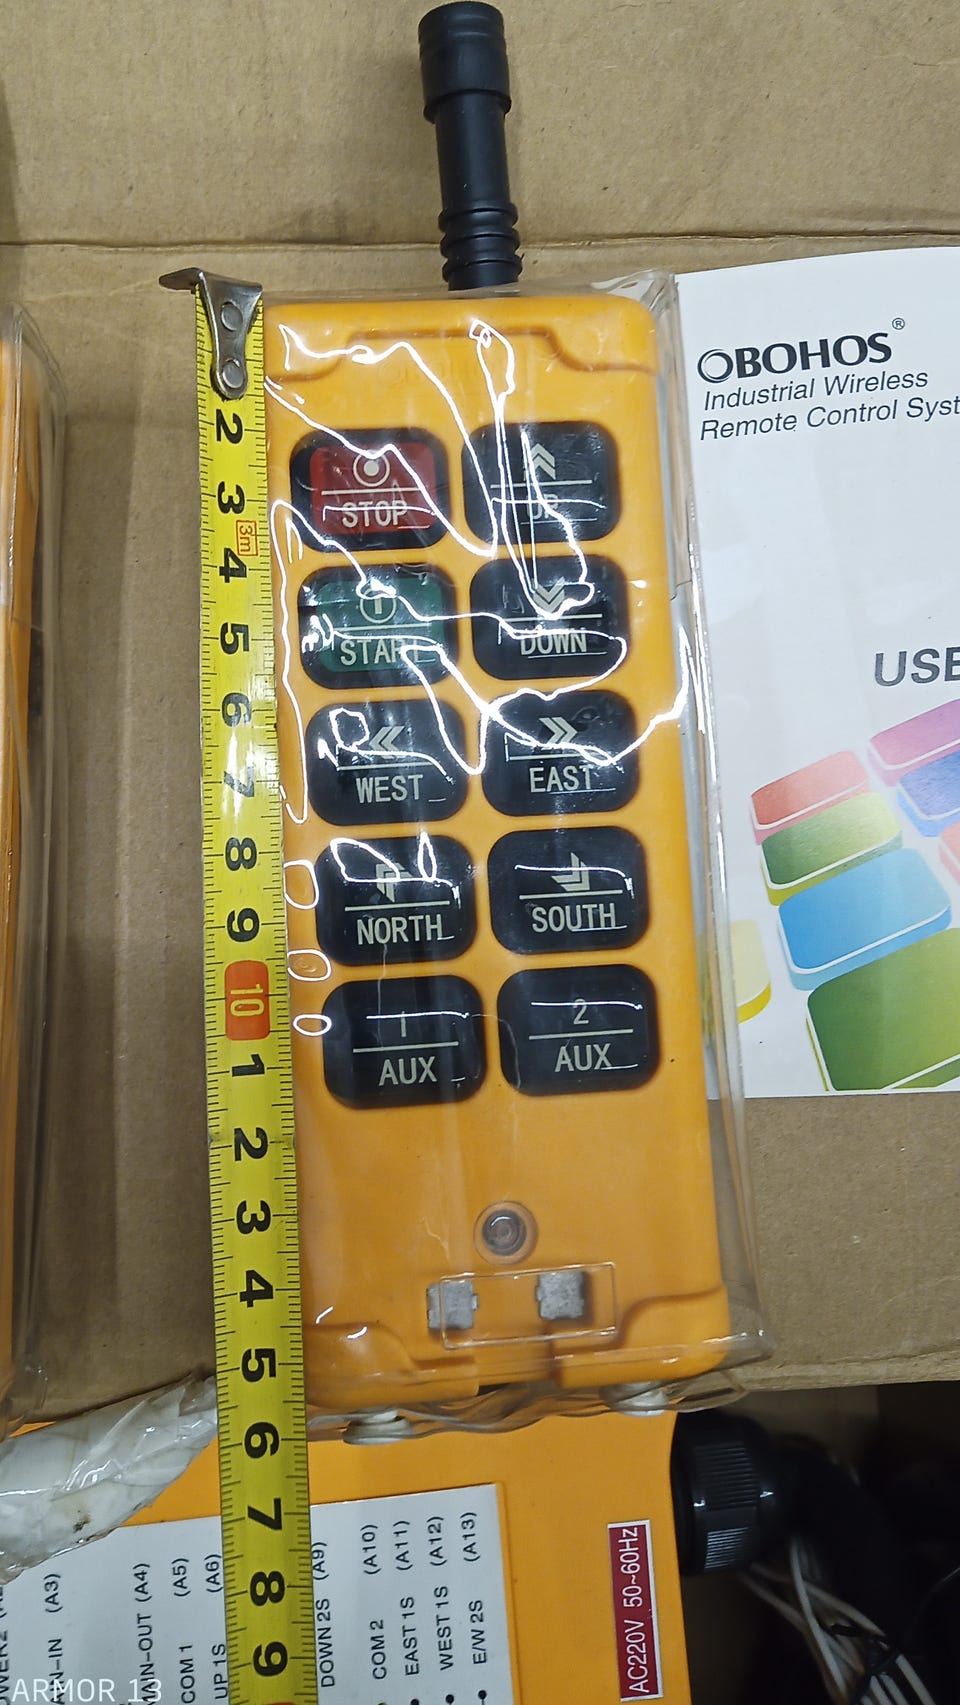 OBOHOS®
Industrial Wireless
Remote Control Syst
USE
STOP
UP
START
DOWN
WEST
EAST
NORTH
SOUTH
1
AUX
2
AUX
2
3
3m
4
5
6
7
8
9
10
1
2
3
4
5
6
7
8
9
(A3)
MAIN-OUT (A4)
COM 1 (A5)
UP 1S (A6)
DOWN 2S (A9)
COM 2 (A10)
EAST 1S (A11)
WEST 1S (A12)
E/W 2S (A13)
AC220V 50~60Hz
ARMOR 13